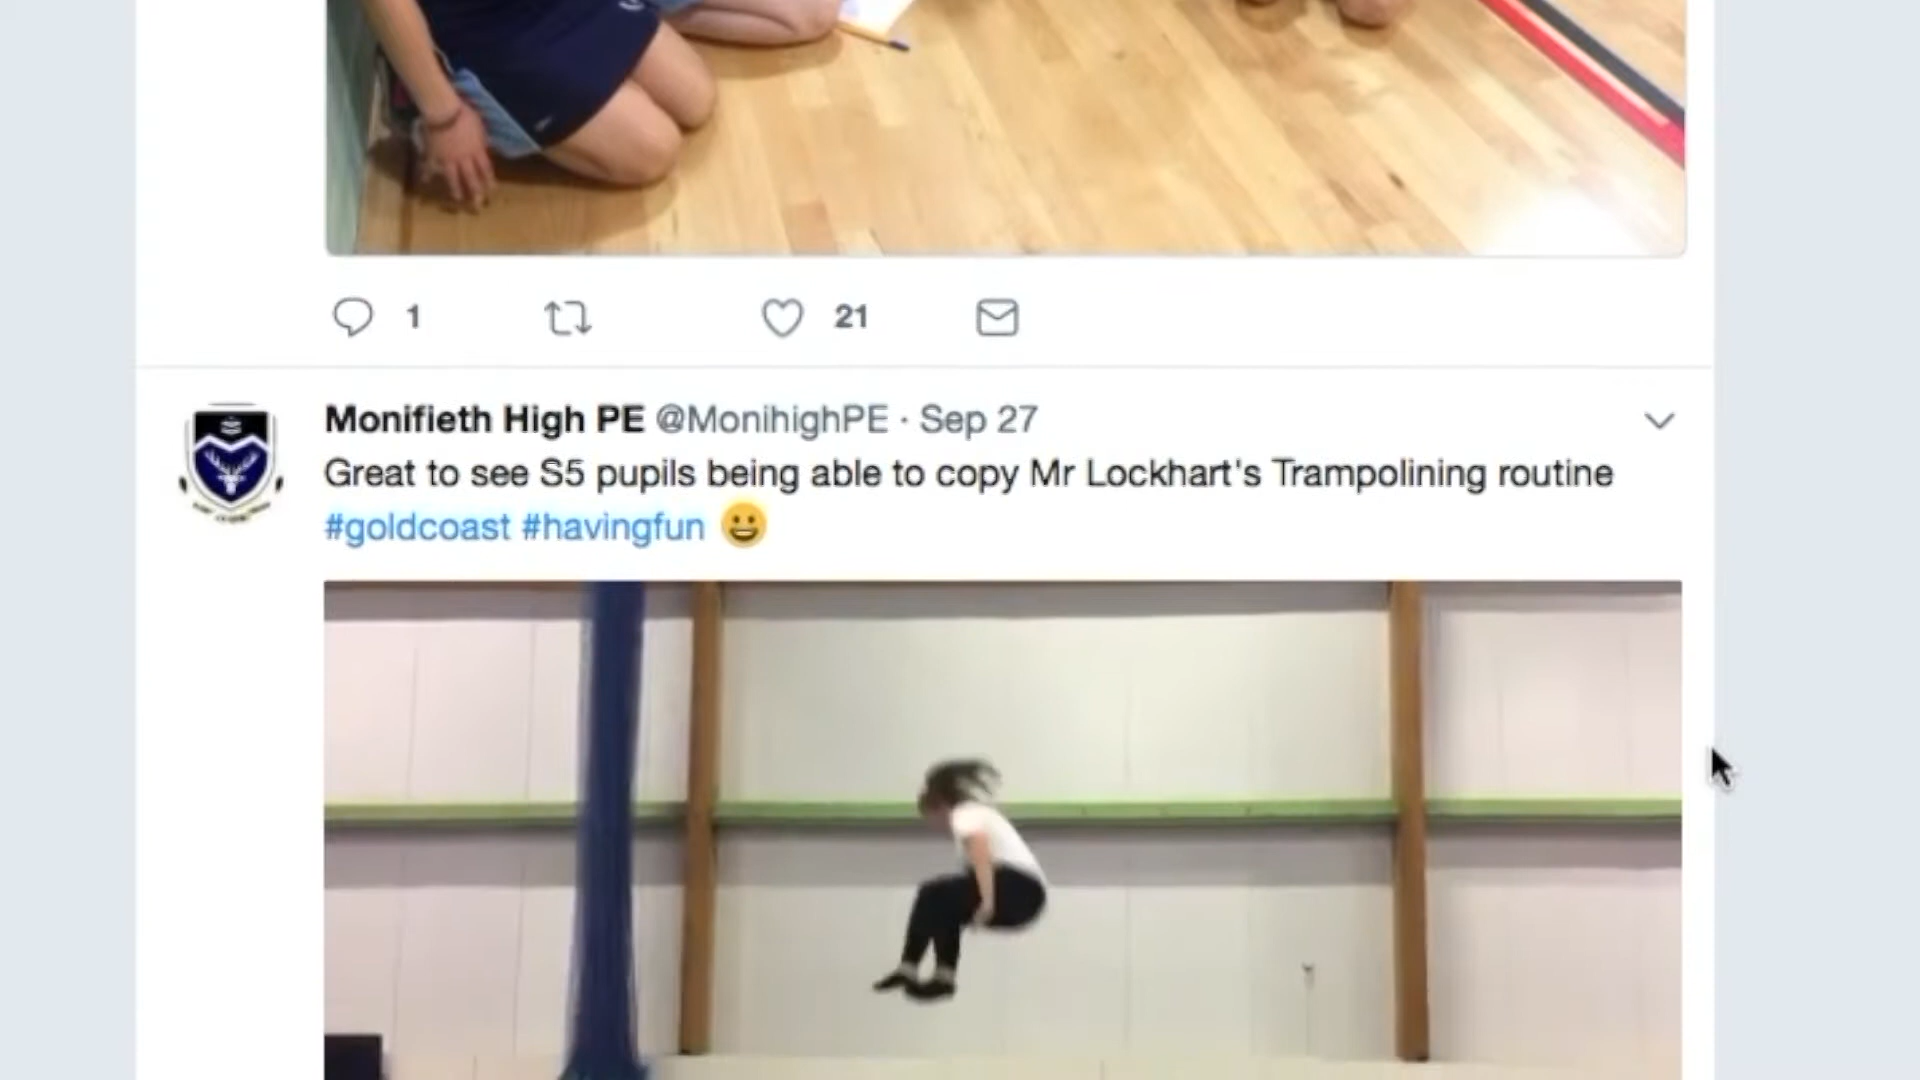 1 21
Monifieth High PE @MonihighPE · Sep 27
Great to see S5 pupils being able to copy Mr Lockhart's Trampolining routine
#goldcoast #havingfun 😀